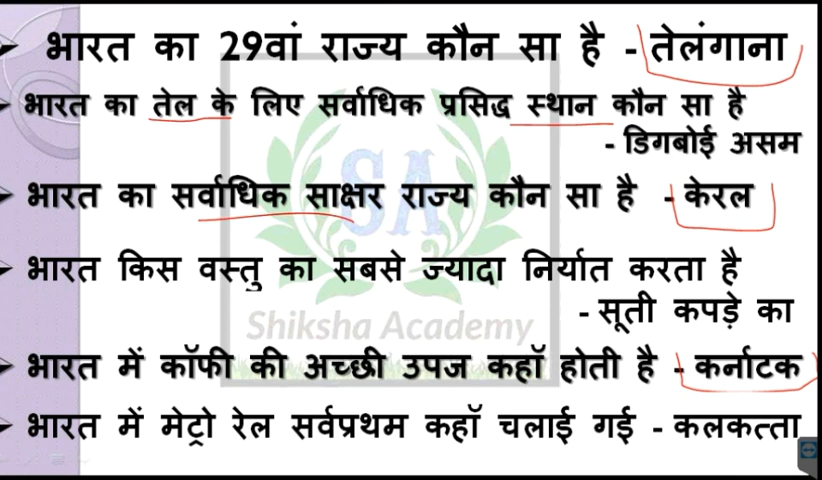 भारत का 29वां राज्य कौन सा है - तेलंगाना
भारत का तेल के लिए सर्वाधिक प्रसिद्ध स्थान कौन सा है
- डिगबोई असम
भारत का सर्वाधिक साक्षर राज्य कौन सा है - केरल
भारत किस वस्तु का सबसे ज्यादा निर्यात करता है
- सूती कपड़े का
Shiksha Academy
भारत में कॉफी की अच्छी उपज कहॉ होती है - कर्नाटक
भारत में मेट्रो रेल सर्वप्रथम कहॉ चलाई गई - कलकत्ता
SA